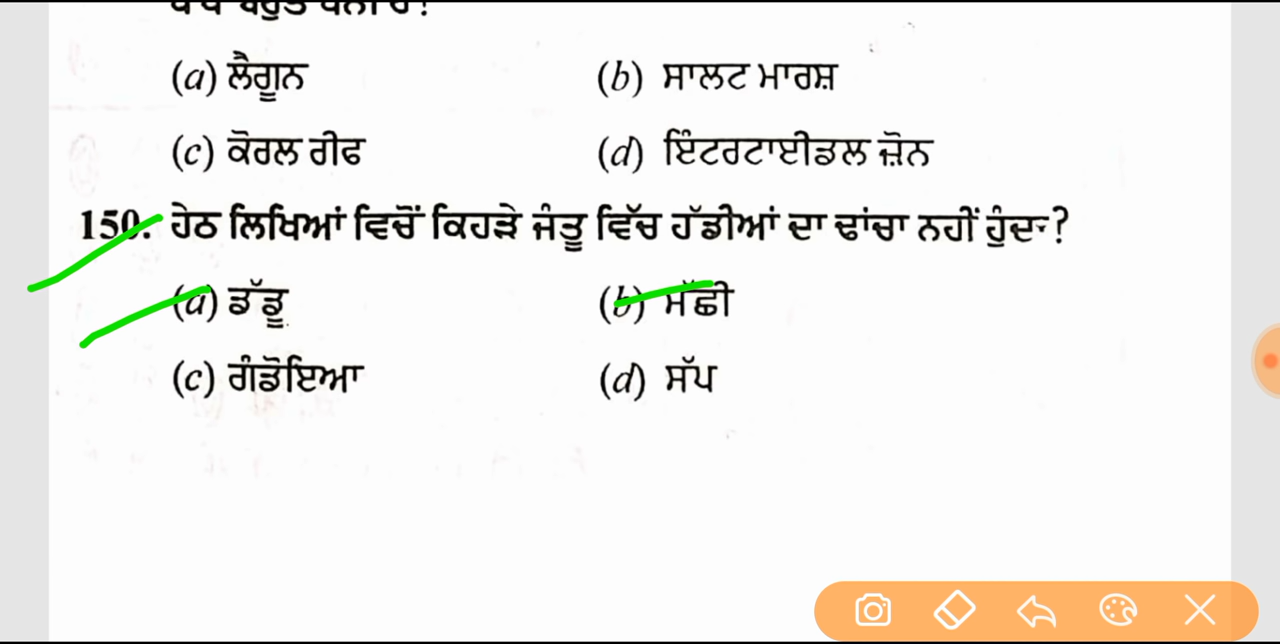 (a) ਲੈਗੂਨ (b) ਸਾਲਟ ਮਾਰਸ਼
(c) ਕੋਰਲ ਰੀਫ (d) ਇੰਟਰਟਾਈਡਲ ਜ਼ੋਨ
150. ਹੇਠ ਲਿਖਿਆਂ ਵਿਚੋਂ ਕਿਹੜੇ ਜੰਤੂ ਵਿੱਚ ਹੱਡੀਆਂ ਦਾ ਢਾਂਚਾ ਨਹੀਂ ਹੁੰਦਾ?
(a) ਡੱਡੂ (b) ਮੱਛੀ
(c) ਗੰਡੋਇਆ (d) ਸੱਪ